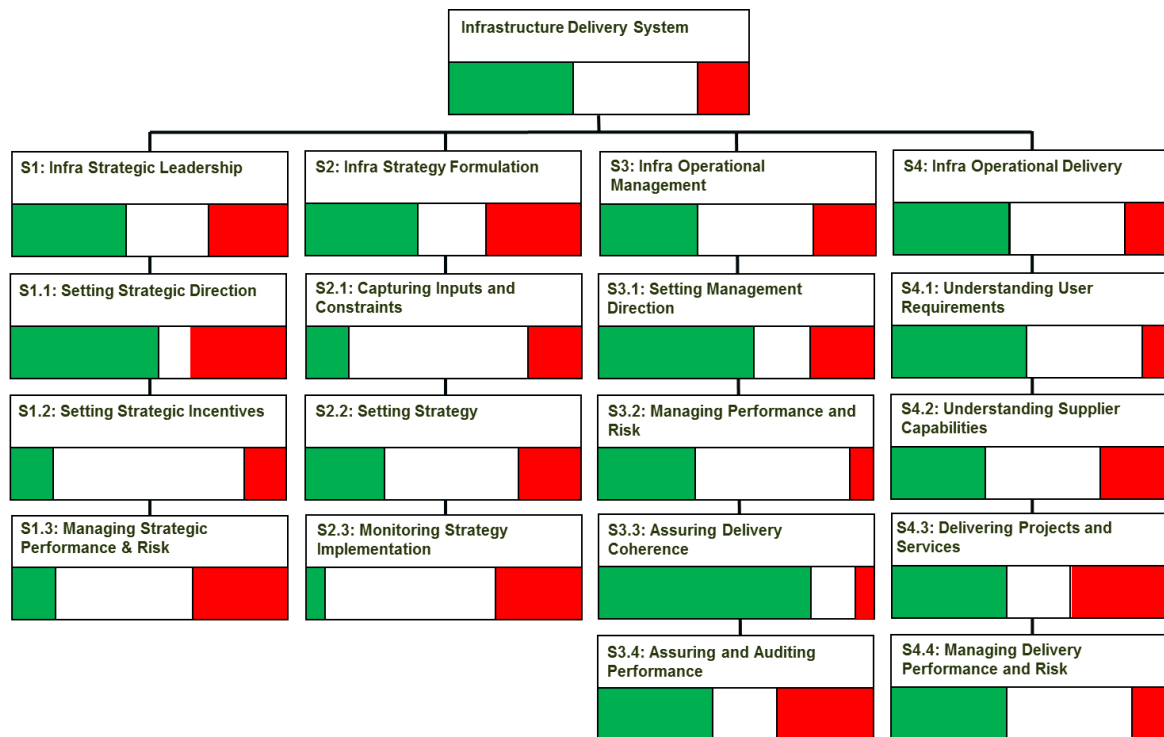 Infrastructure Delivery System
S1: Infra Strategic Leadership
S2: Infra Strategy Formulation
S3: Infra Operational
Management
S4: Infra Operational Delivery
S1.1: Setting Strategic Direction
S2.1: Capturing Inputs and
Constraints
S3.1: Setting Management
Direction
S4.1: Understanding User
Requirements
S1.2: Setting Strategic Incentives
S2.2: Setting Strategy
S3.2: Managing Performance and
Risk
S4.2: Understanding Supplier
Capabilities
S1.3: Managing Strategic
Performance & Risk
S2.3: Monitoring Strategy
Implementation
S3.3: Assuring Delivery
Coherence
S4.3: Delivering Projects and
Services
S3.4: Assuring and Auditing
Performance
S4.4: Managing Delivery
Performance and Risk